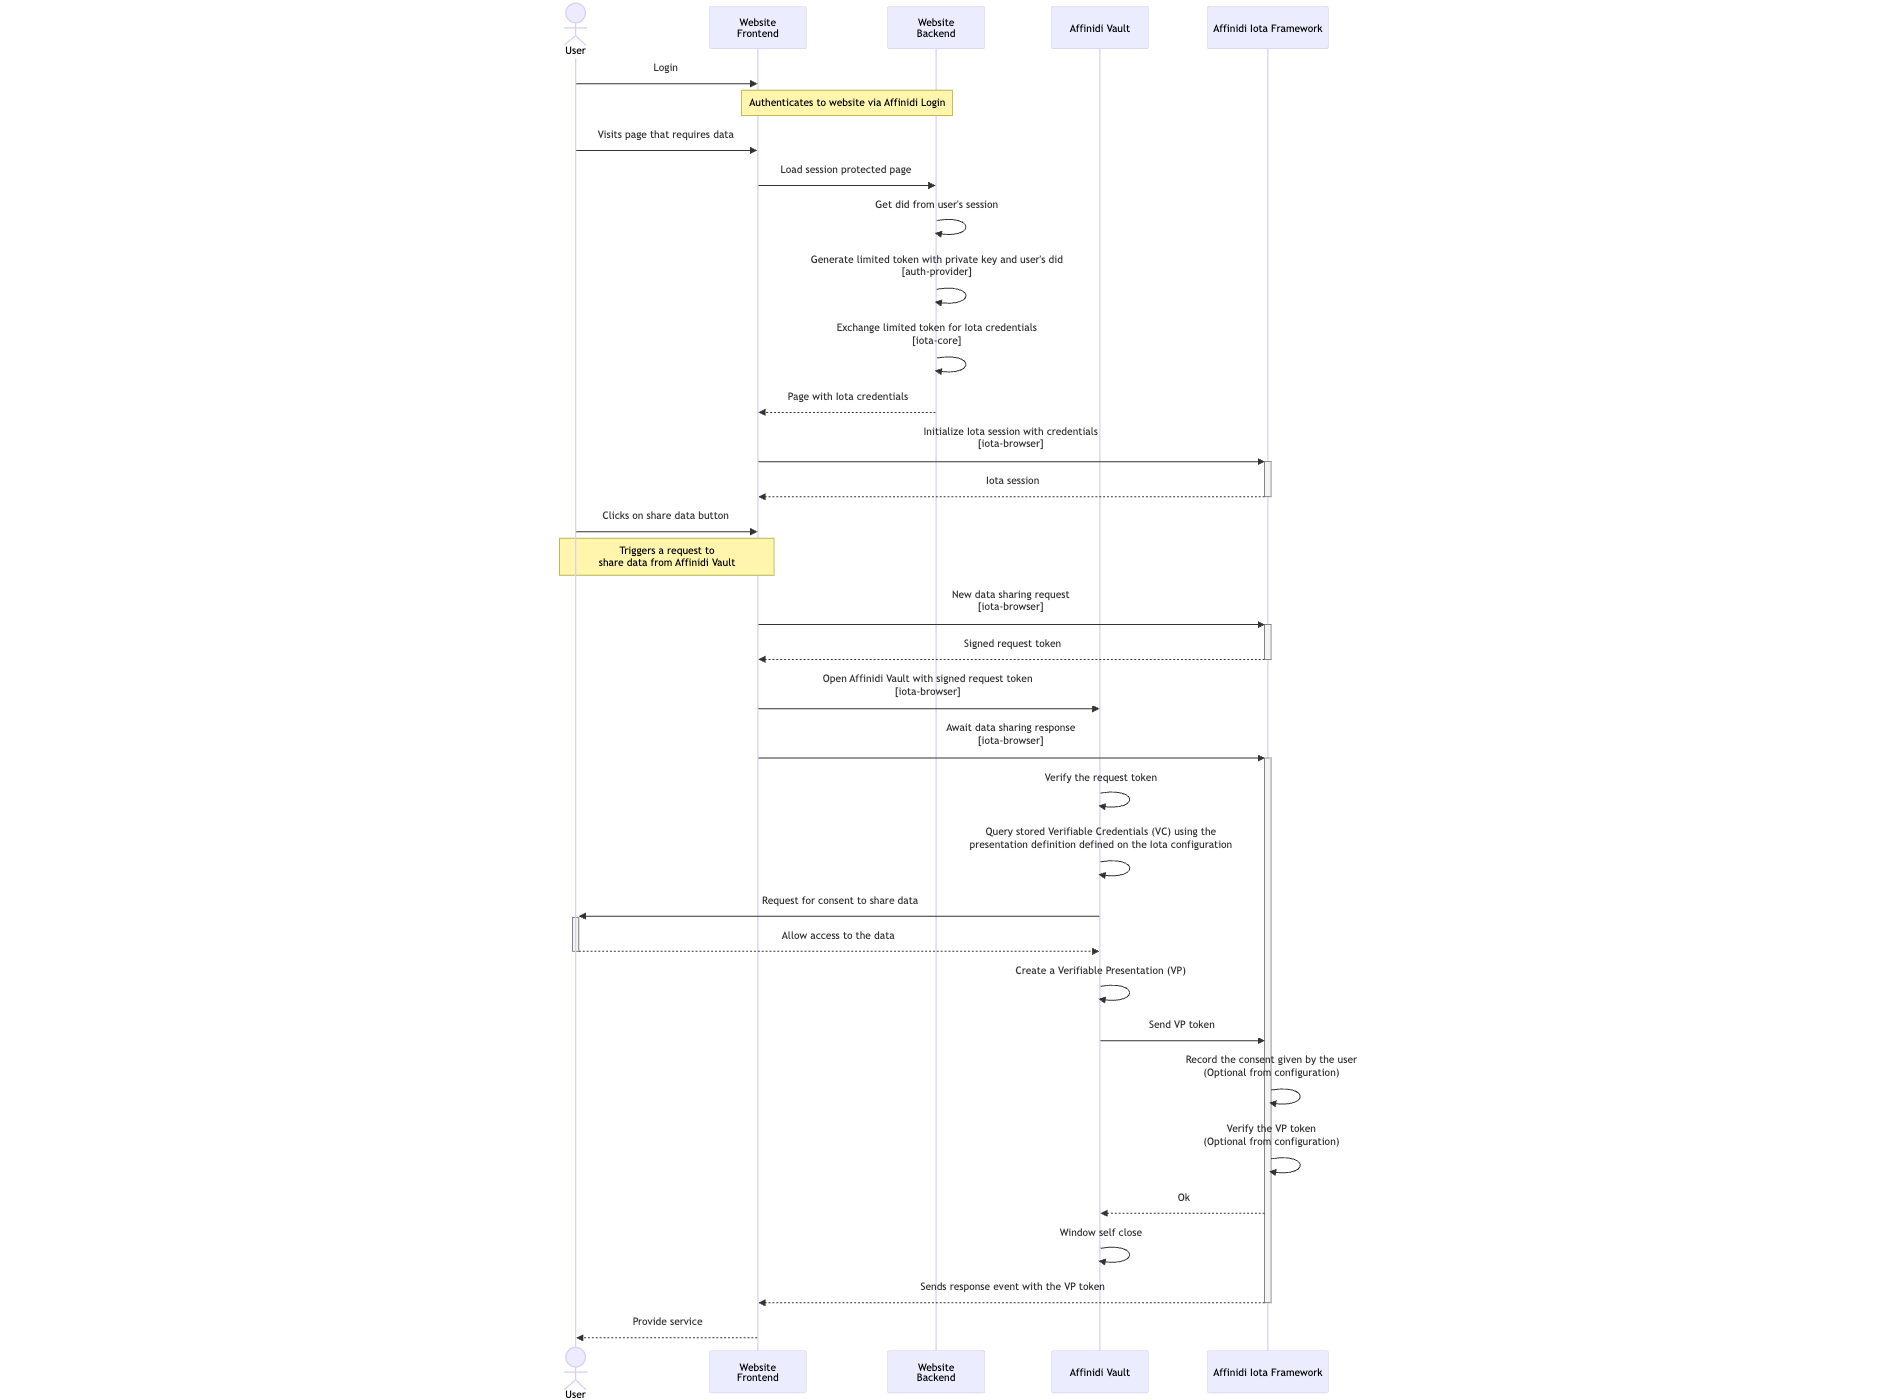 User
Website
Frontend
Website
Backend
Affinidi Vault
Affinidi Iota Framework
Login
Authenticates to website via Affinidi Login
Visits page that requires data
Load session protected page
Get did from user's session
Generate limited token with private key and user's did
[auth-provider]
Exchange limited token for Iota credentials
[iota-core]
Page with Iota credentials
Initialize Iota session with credentials
[iota-browser]
Iota session
Clicks on share data button
Triggers a request to
share data from Affinidi Vault
New data sharing request
[iota-browser]
Signed request token
Open Affinidi Vault with signed request token
[iota-browser]
Await data sharing response
[iota-browser]
Verify the request token
Query stored Verifiable Credentials (VC) using the
presentation definition defined on the Iota configuration
Request for consent to share data
Allow access to the data
Create a Verifiable Presentation (VP)
Send VP token
Record the consent given by the user
(Optional from configuration)
Verify the VP token
(Optional from configuration)
Ok
Window self close
Sends response event with the VP token
Provide service
User
Website
Frontend
Website
Backend
Affinidi Vault
Affinidi Iota Framework